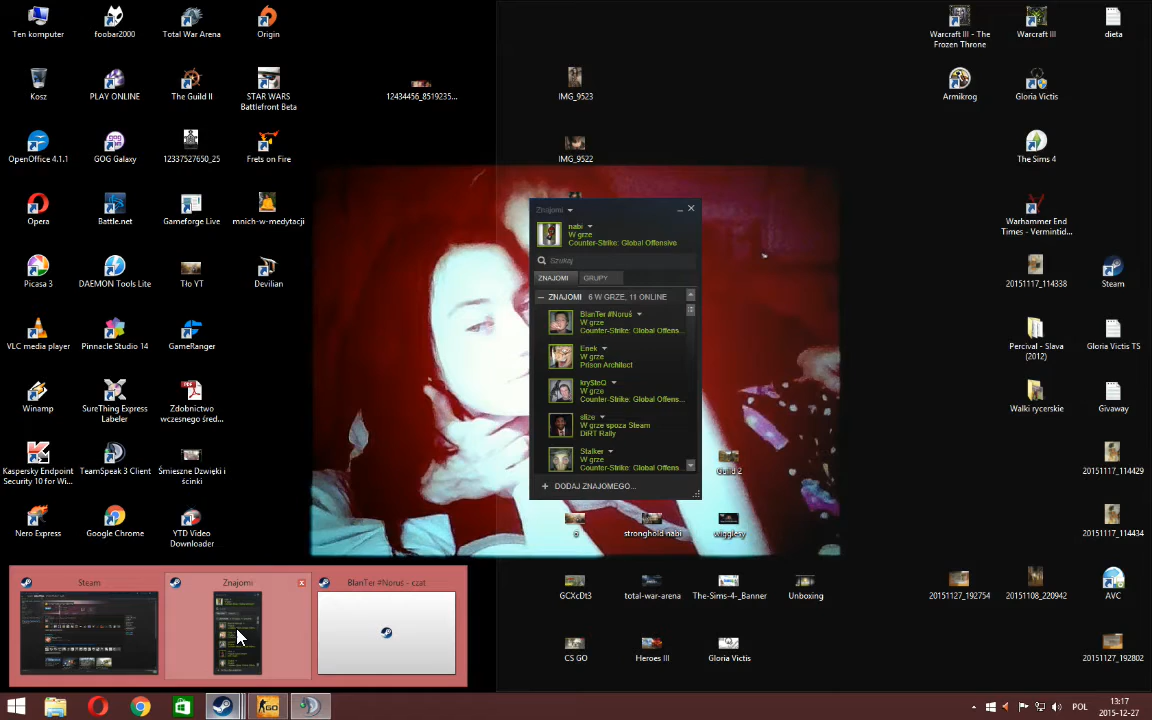 Ten komputer
foobar2000
Total War Arena
Origin
Warcraft III - The
Frozen Throne
Warcraft III
dieta
Kosz
PLAY ONLINE
The Guild II
STAR WARS
Battlefront Beta
12434456_8519235...
IMG_9523
Armikrog
Gloria Victis
OpenOffice 4.1.1
GOG Galaxy
12337527650_25
Frets on Fire
IMG_9522
The Sims 4
Opera
Battle.net
Gameforge Live
mnich-w-medytacji
Warhammer End
Times - Vermintid...
Picasa 3
DAEMON Tools Lite
Tło YT
Devilian
20151117_114338
Steam
VLC media player
Pinnacle Studio 14
GameRanger
Percival - Slava
(2012)
Gloria Victis TS
Winamp
SureThing Express
Labeler
Zdobnictwo
wczesnego śred...
Walki rycerskie
Givaway
Kaspersky Endpoint
Security 10 for Wi...
TeamSpeak 3 Client
Śmieszne Dzwięki i
ścinki
Guild 2
20151117_114429
Nero Express
Google Chrome
YTD Video
Downloader
o
stronghold nabi
wigglesy
20151117_114434
Znajomi
nabi
W grze
Counter-Strike: Global Offensive
Szukaj
ZNAJOMI
GRUPY
ZNAJOMI 6 W GRZE, 11 ONLINE
BlanTer #Noruś
W grze
Counter-Strike: Global Offens...
Enek
W grze
Prison Architect
kry$teQ
W grze
Counter-Strike: Global Offens...
slize
W grze spoza Steam
DiRT Rally
Stalker
W grze
Counter-Strike: Global Offens
+ DODAJ ZNAJOMEGO...
Steam
Znajomi
BlanTer #Noruś - czat
GCXcDt3
total-war-arena
The-Sims-4-_Banner
Unboxing
20151127_192754
20151108_220942
AVC
CS GO
Heroes III
Gloria Victis
20151127_192802
GO
POL
13:17
2015-12-27